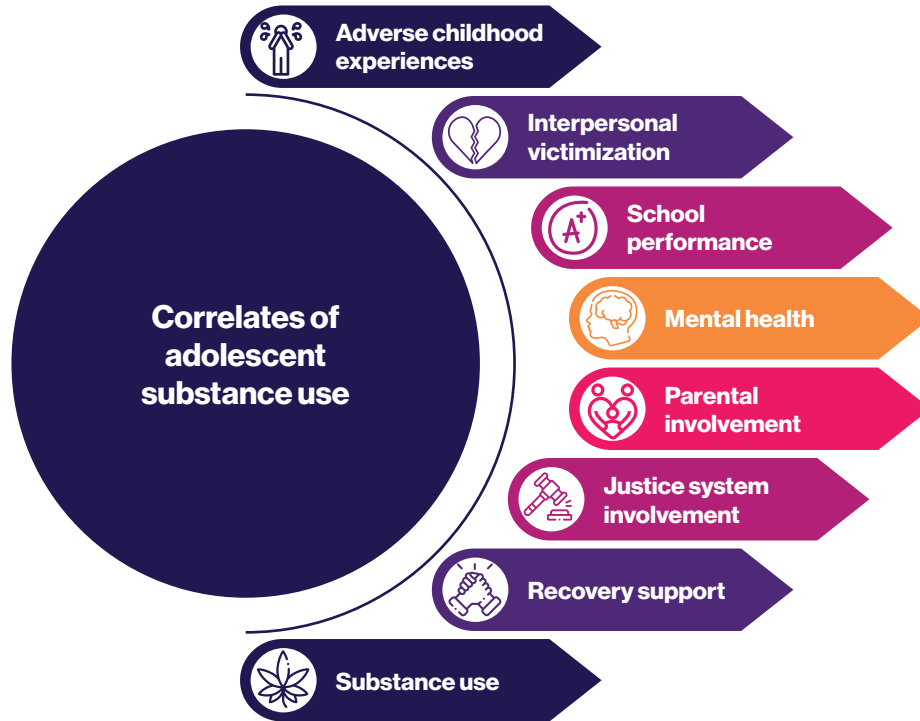 Adverse childhood
experiences
Interpersonal
victimization
School
performance
A+
Mental health
Correlates of
adolescent
substance use
Parental
involvement
Justice system
involvement
Recovery support
Substance use